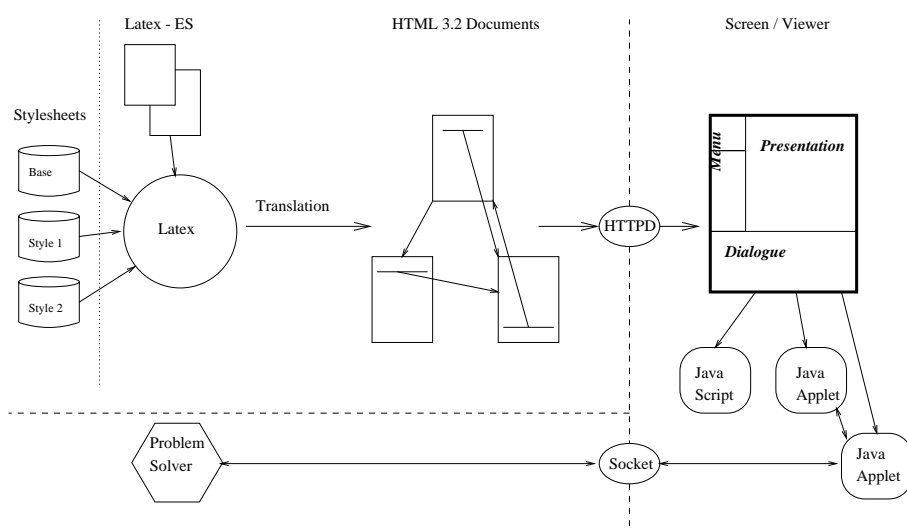 Latex - ES
HTML 3.2 Documents
Screen / Viewer
Stylesheets
Base
Style 1
Style 2
Latex
Translation
HTTPD
Menu
Presentation
Dialogue
Java
Script
Java
Applet
Java
Applet
Problem
Solver
Socket